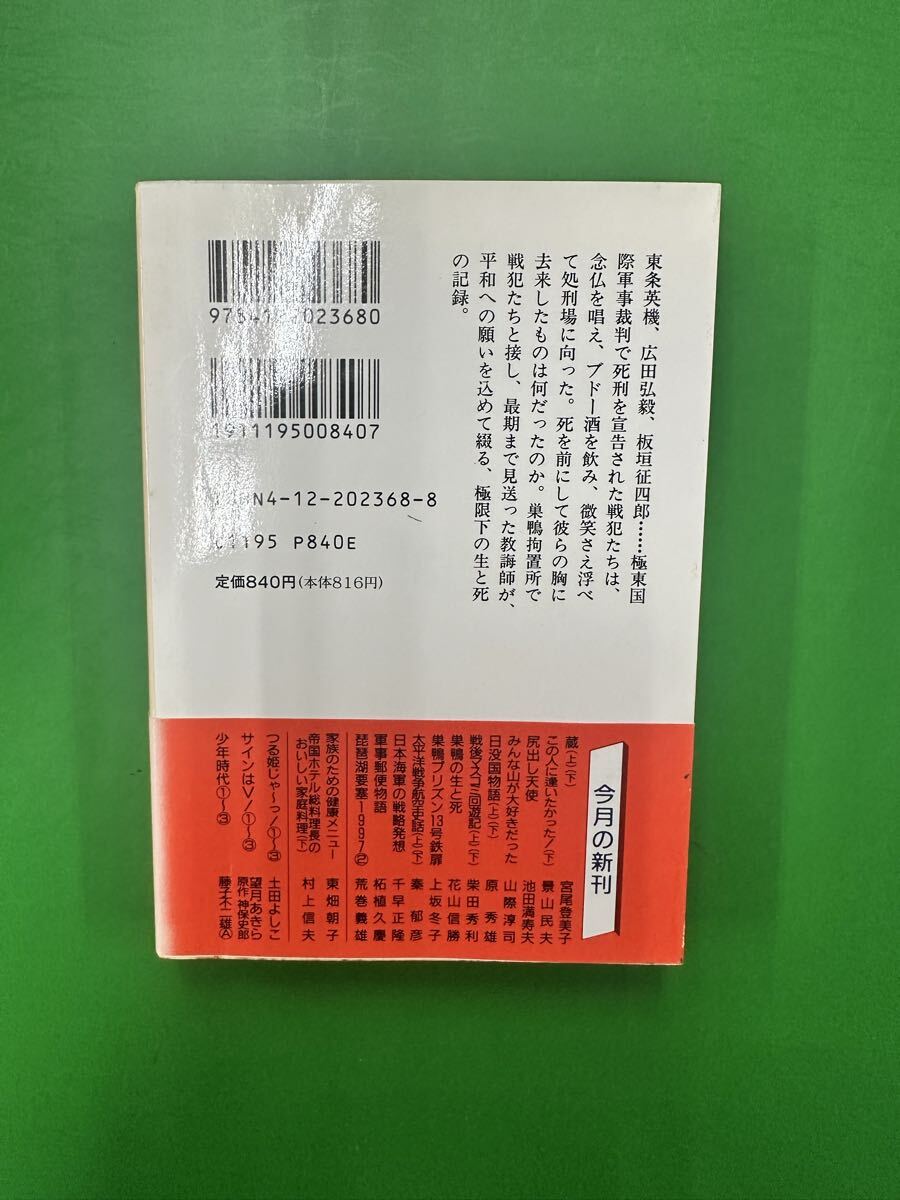 東条英機、広田弘毅、板垣征四郎……極東国
際軍事裁判で死刑を宣告された戦犯たちは、
念仏を唱え、ブドー酒を飲み、微笑さえ浮べ
て処刑場に向った。死を前にして彼らの胸に
去来したものは何だったのか。巣鴨拘置所で
戦犯たちと接し、最期まで見送った教誨師が、
平和への願いを込めて綴る、極限下の生と死
の記録。
023680
1911195008407
N4-12-202368-8
1195 P840E
定価840円(本体816円)
今月の新刊
蔵(上)(下) 宮尾登美子
この人に逢いたかった!(下) 景山民夫
尻出し天使 池田満寿夫
みんな山が大好きだった 山際淳司
日没国物語(上)(下) 原秀雄
戦後マスコミ回遊記(上)(下) 柴田秀利
巣鴨の生と死 花山信勝
巣鴨プリズン13号鉄扉 上坂冬子
太平洋戦争航空史話(上)(下) 秦郁彦
日本海軍の戦略発想 千早正隆
軍事郵便物語 柘植久慶
琵琶湖要塞1997② 荒巻義雄
家族のための健康メニュー 東畑朝子
帝国ホテル総料理長の
おいしい家庭料理(下) 村上信夫
つる姫じゃ〜っ!①〜③ 土田よしこ
サインはV!①〜③ 望月あきら
原作 神保史郎
少年時代①〜③ 藤子不二雄Ⓐ